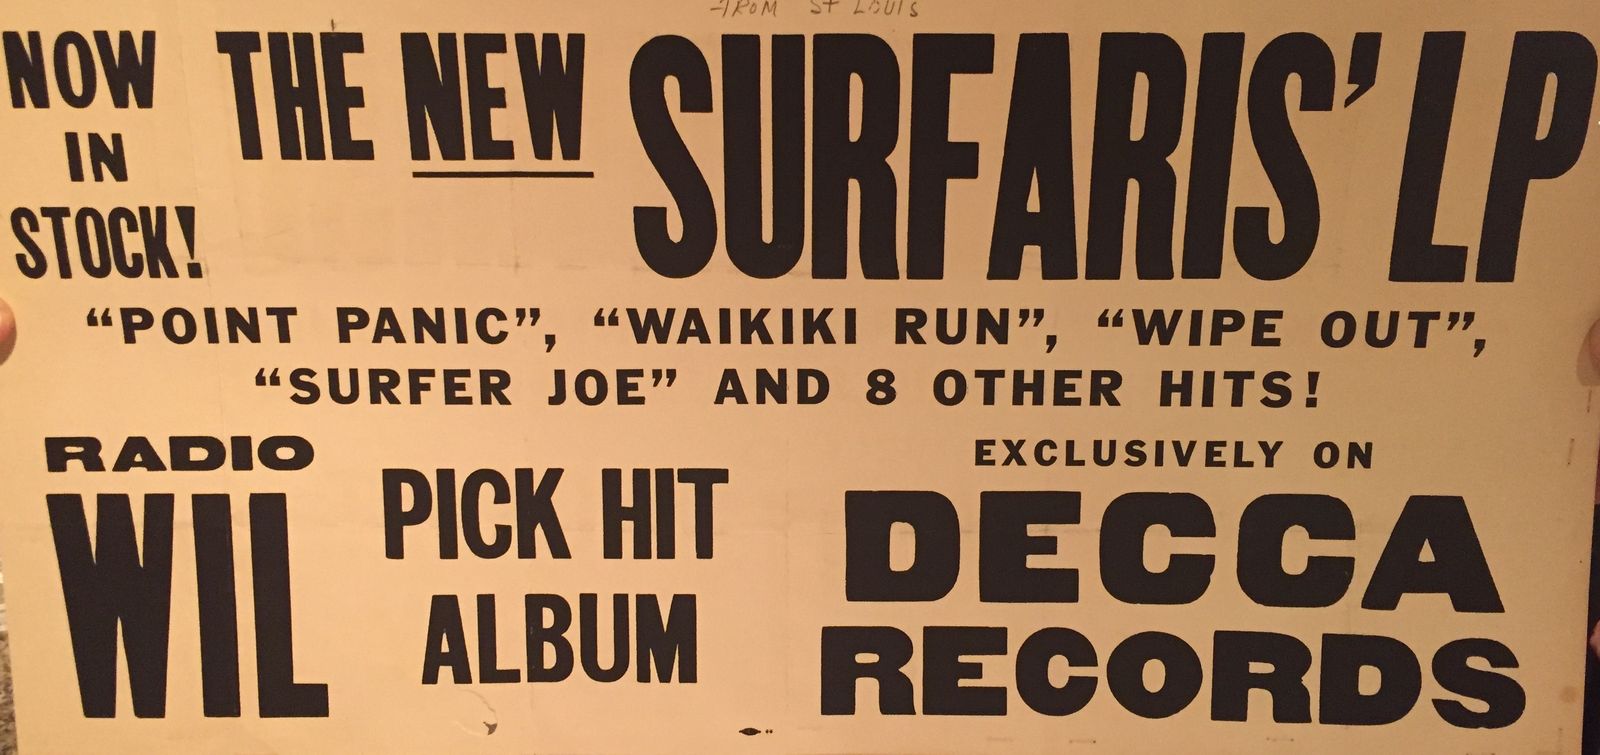 FROM St LOUIS
NOW
IN
STOCK!
THE NEW SURFARIS' LP
“POINT PANIC”, “WAIKIKI RUN”, “WIPE OUT”,
“SURFER JOE” AND 8 OTHER HITS!
RADIO
WIL
PICK HIT
ALBUM
EXCLUSIVELY ON
DECCA
RECORDS